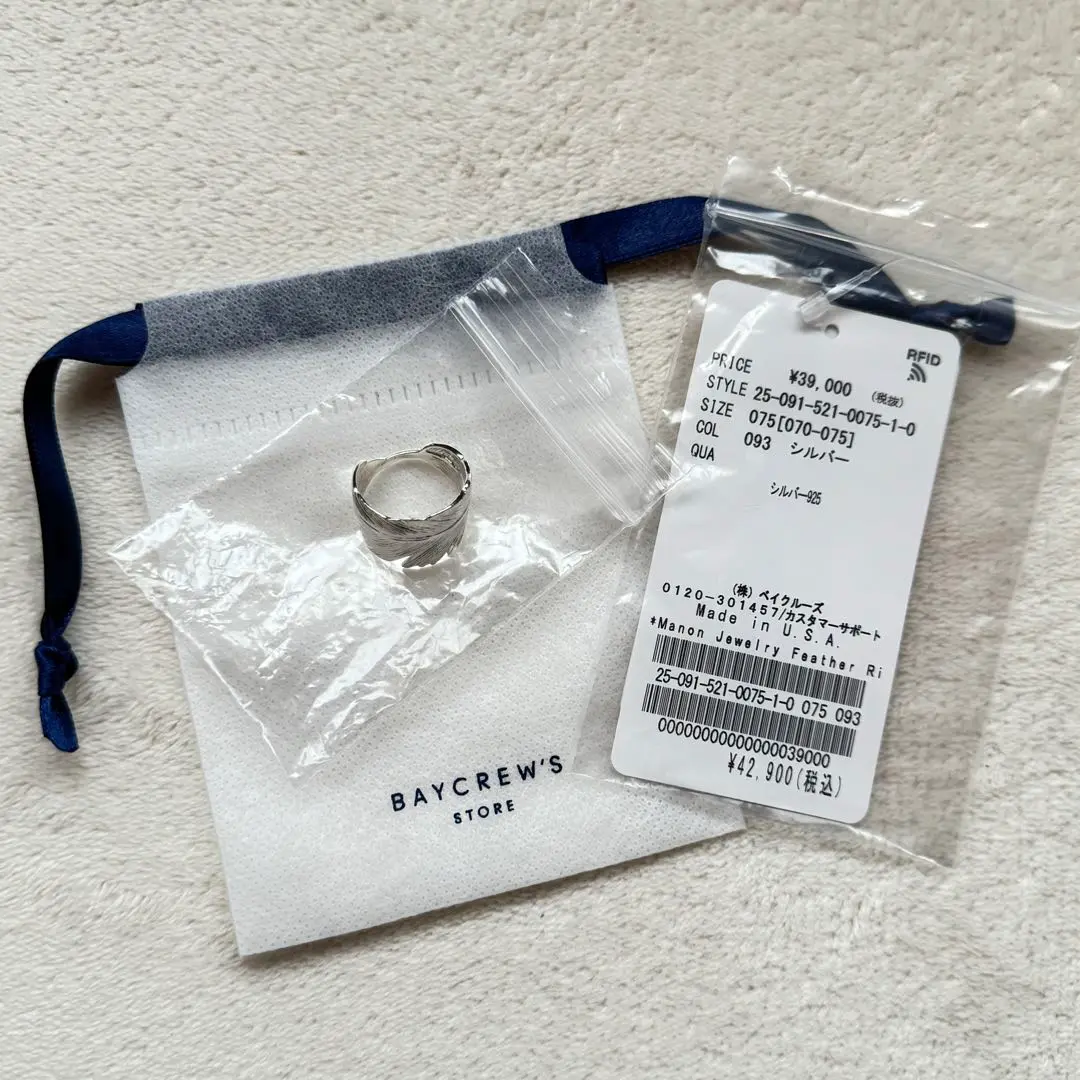 RFID
PRICE ¥39,000 (税抜)
STYLE 25-091-521-0075-1-0
SIZE 075[070-075]
COL 093 シルバー
QUA
シルバー925
(株) ベイクルーズ
0120-301457/カスタマーサポート
Made in U.S.A.
*Manon Jewelry Feather Ri
25-091-521-0075-1-0 075 093
0000000000000039000
¥42,900(税込)
BAYCREW'S
STORE